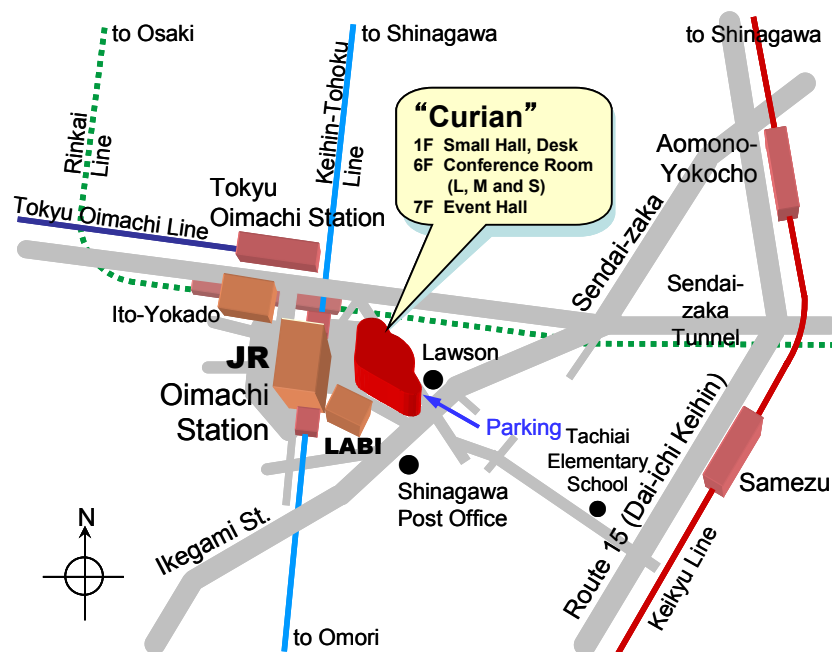 to Osaki
to Shinagawa
to Shinagawa
Rinkai
Line
Keihin-Tohoku
Line
“Curian”
1F Small Hall, Desk
6F Conference Room
(L, M and S)
7F Event Hall
Aomono-
Yokocho
Tokyu
Oimachi Station
Tokyu Oimachi Line
Sendai-zaka
Sendai-
zaka
Tunnel
Ito-Yokado
JR
Oimachi
Station
Lawson
LABI
Parking
Tachiai
Elementary
School
Shinagawa
Post Office
Samezu
Route 15 (Dai-ichi Keihin)
Keikyu Line
Ikegami St.
N
to Omori